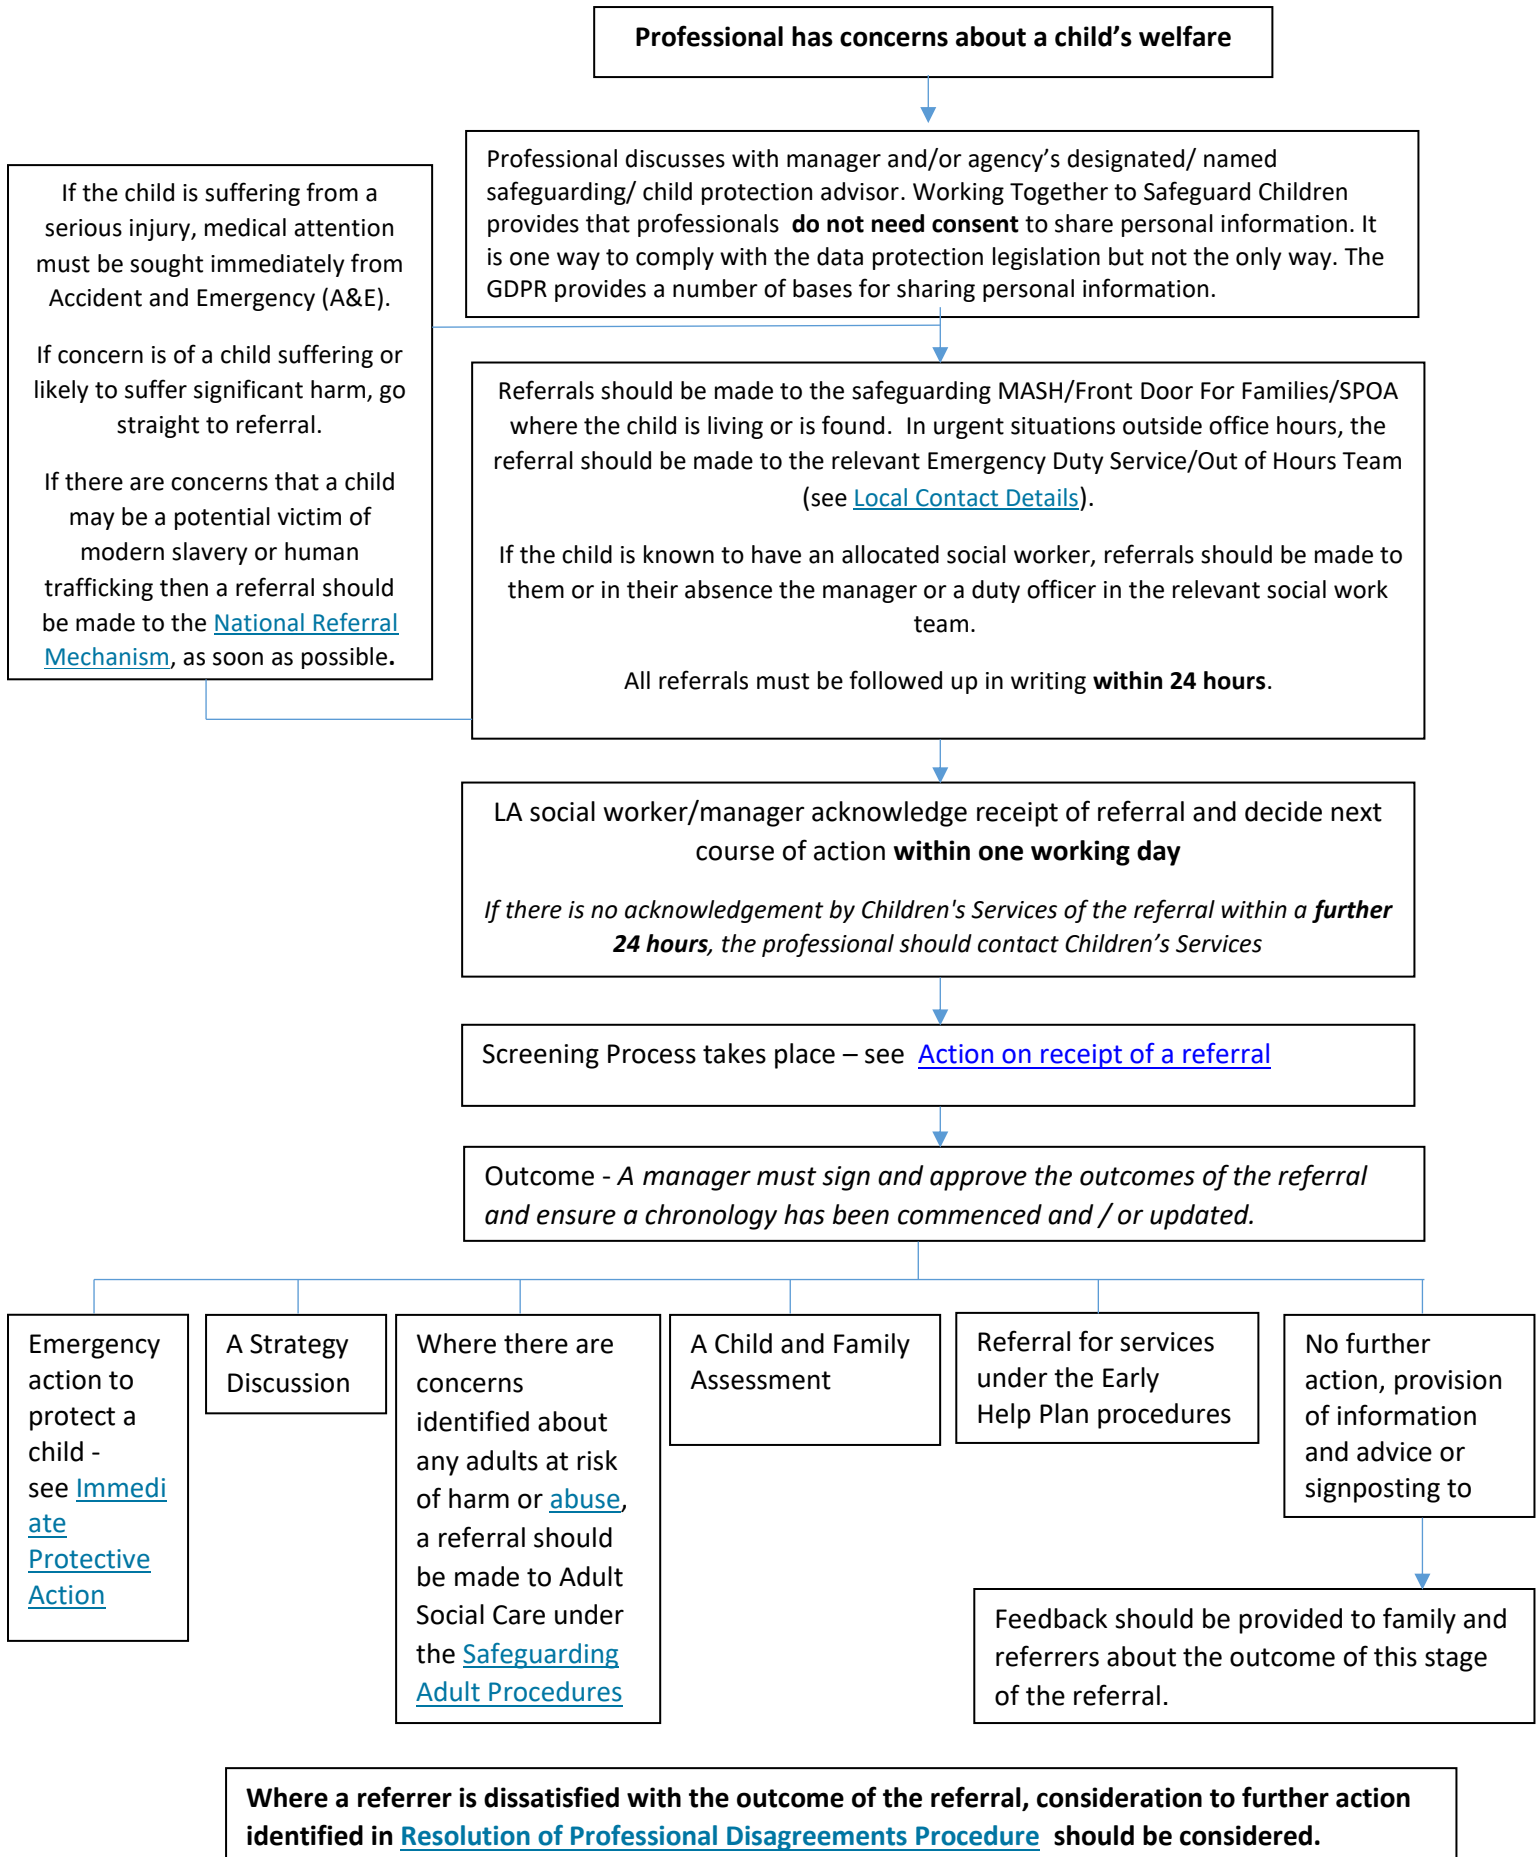 Professional has concerns about a child’s welfare
Professional discusses with manager and/or agency’s designated/ named
safeguarding/ child protection advisor. Working Together to Safeguard Children
provides that professionals do not need consent to share personal information. It
is one way to comply with the data protection legislation but not the only way. The
GDPR provides a number of bases for sharing personal information.
If the child is suffering from a
serious injury, medical attention
must be sought immediately from
Accident and Emergency (A&E).
If concern is of a child suffering or
likely to suffer significant harm, go
straight to referral.
If there are concerns that a child
may be a potential victim of
modern slavery or human
trafficking then a referral should
be made to the National Referral
Mechanism, as soon as possible.
Referrals should be made to the safeguarding MASH/Front Door For Families/SPOA
where the child is living or is found. In urgent situations outside office hours, the
referral should be made to the relevant Emergency Duty Service/Out of Hours Team
(see Local Contact Details).
If the child is known to have an allocated social worker, referrals should be made to
them or in their absence the manager or a duty officer in the relevant social work
team.
All referrals must be followed up in writing within 24 hours.
LA social worker/manager acknowledge receipt of referral and decide next
course of action within one working day
If there is no acknowledgement by Children's Services of the referral within a further
24 hours, the professional should contact Children’s Services
Screening Process takes place – see Action on receipt of a referral
Outcome - A manager must sign and approve the outcomes of the referral
and ensure a chronology has been commenced and / or updated.
Emergency
action to
protect a
child -
see Immedi
ate
Protective
Action
A Strategy
Discussion
Where there are
concerns
identified about
any adults at risk
of harm or abuse,
a referral should
be made to Adult
Social Care under
the Safeguarding
Adult Procedures
A Child and Family
Assessment
Referral for services
under the Early
Help Plan procedures
No further
action, provision
of information
and advice or
signposting to
Feedback should be provided to family and
referrers about the outcome of this stage
of the referral.
Where a referrer is dissatisfied with the outcome of the referral, consideration to further action
identified in Resolution of Professional Disagreements Procedure should be considered.